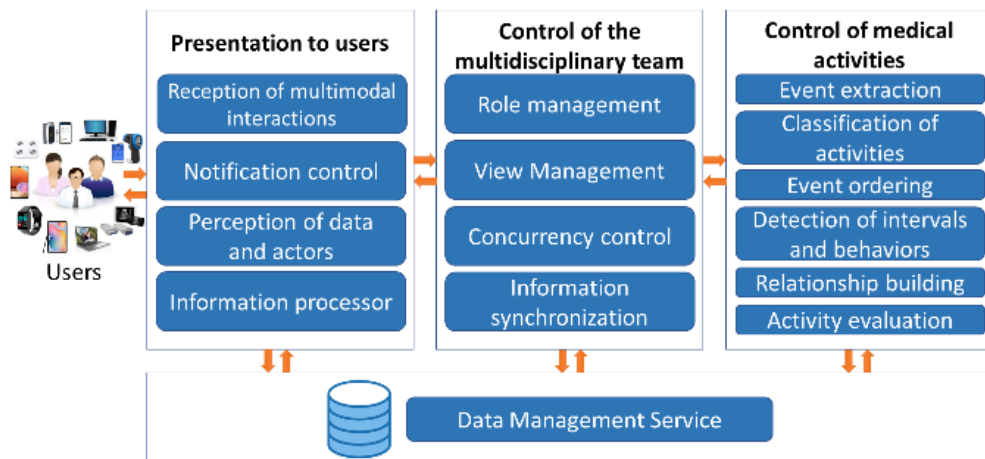 Presentation to users
Reception of multimodal
interactions
Notification control
Perception of data
and actors
Information processor
Control of the
multidisciplinary team
Role management
View Management
Concurrency control
Information
synchronization
Control of medical
activities
Event extraction
Classification of
activities
Event ordering
Detection of intervals
and behaviors
Relationship building
Activity evaluation
Users
Data Management Service